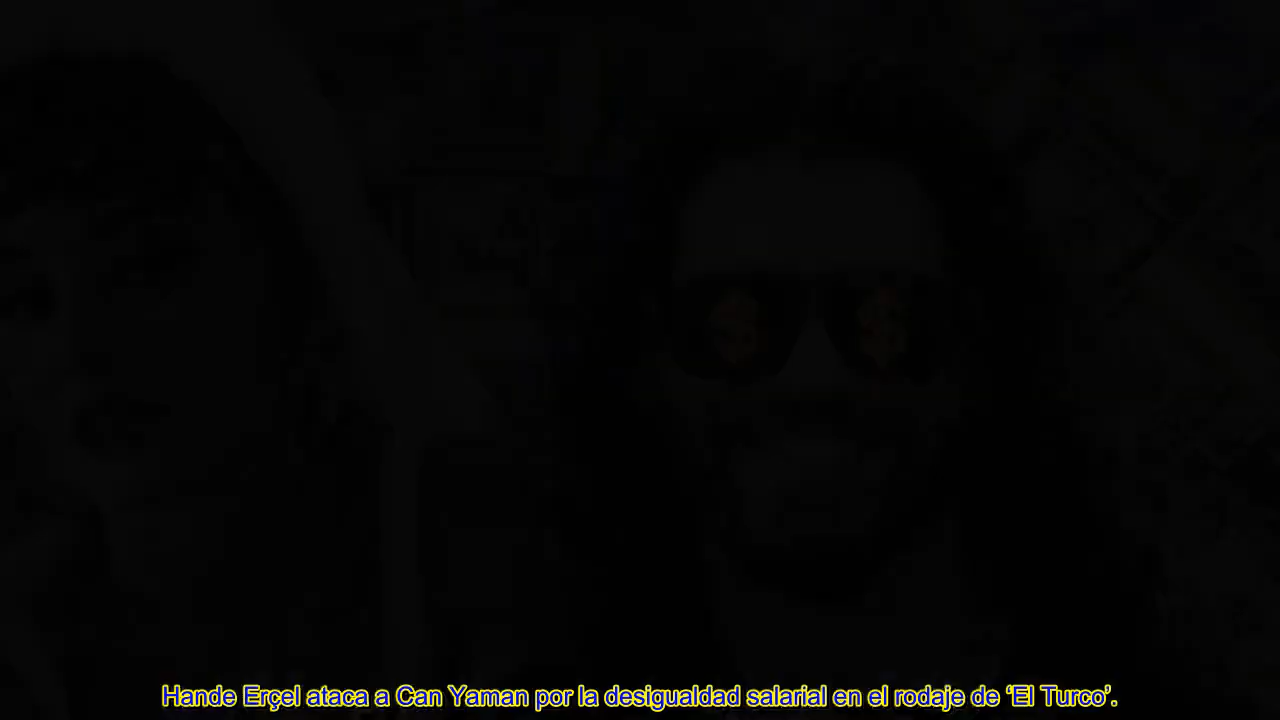 Hande Erçel ataca a Can Yaman por la desigualdad salarial en el rodaje de ‘El Turco’.